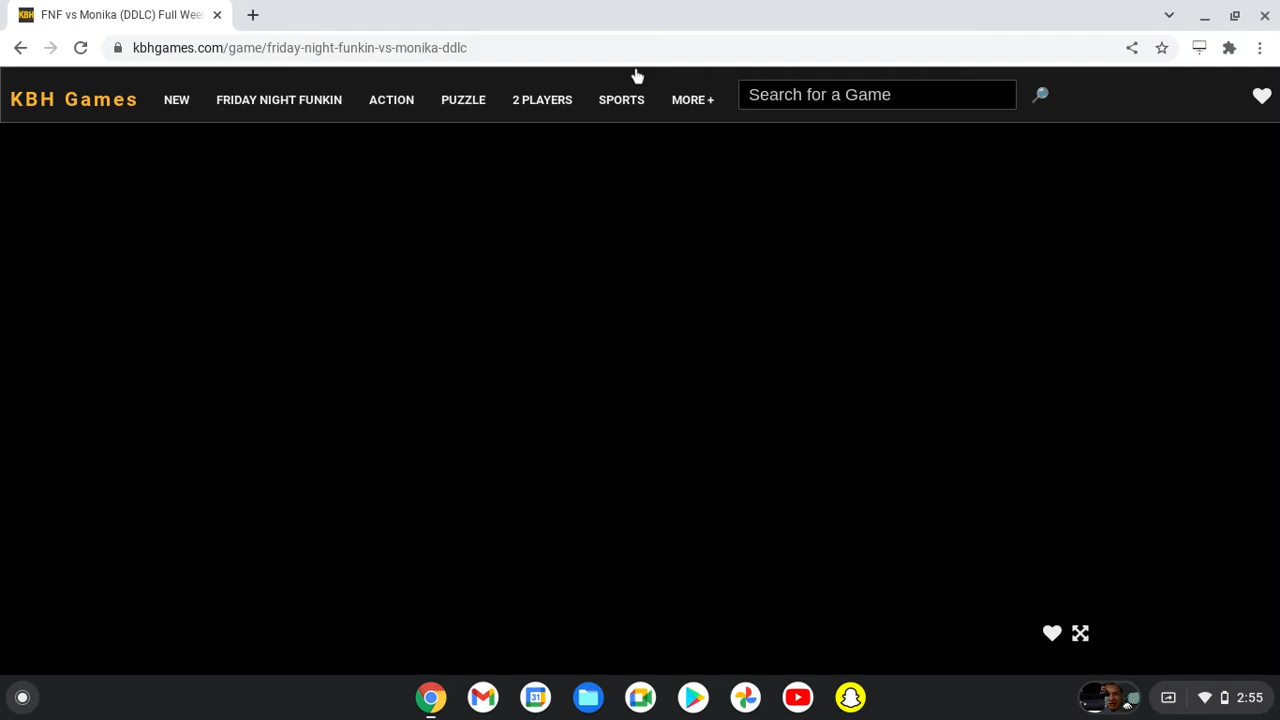 FNF vs Monika (DDLC) Full Wee
kbhgames.com/game/friday-night-funkin-vs-monika-ddlc
KBH Games NEW FRIDAY NIGHT FUNKIN ACTION PUZZLE 2 PLAYERS SPORTS MORE + Search for a Game
31
2:55